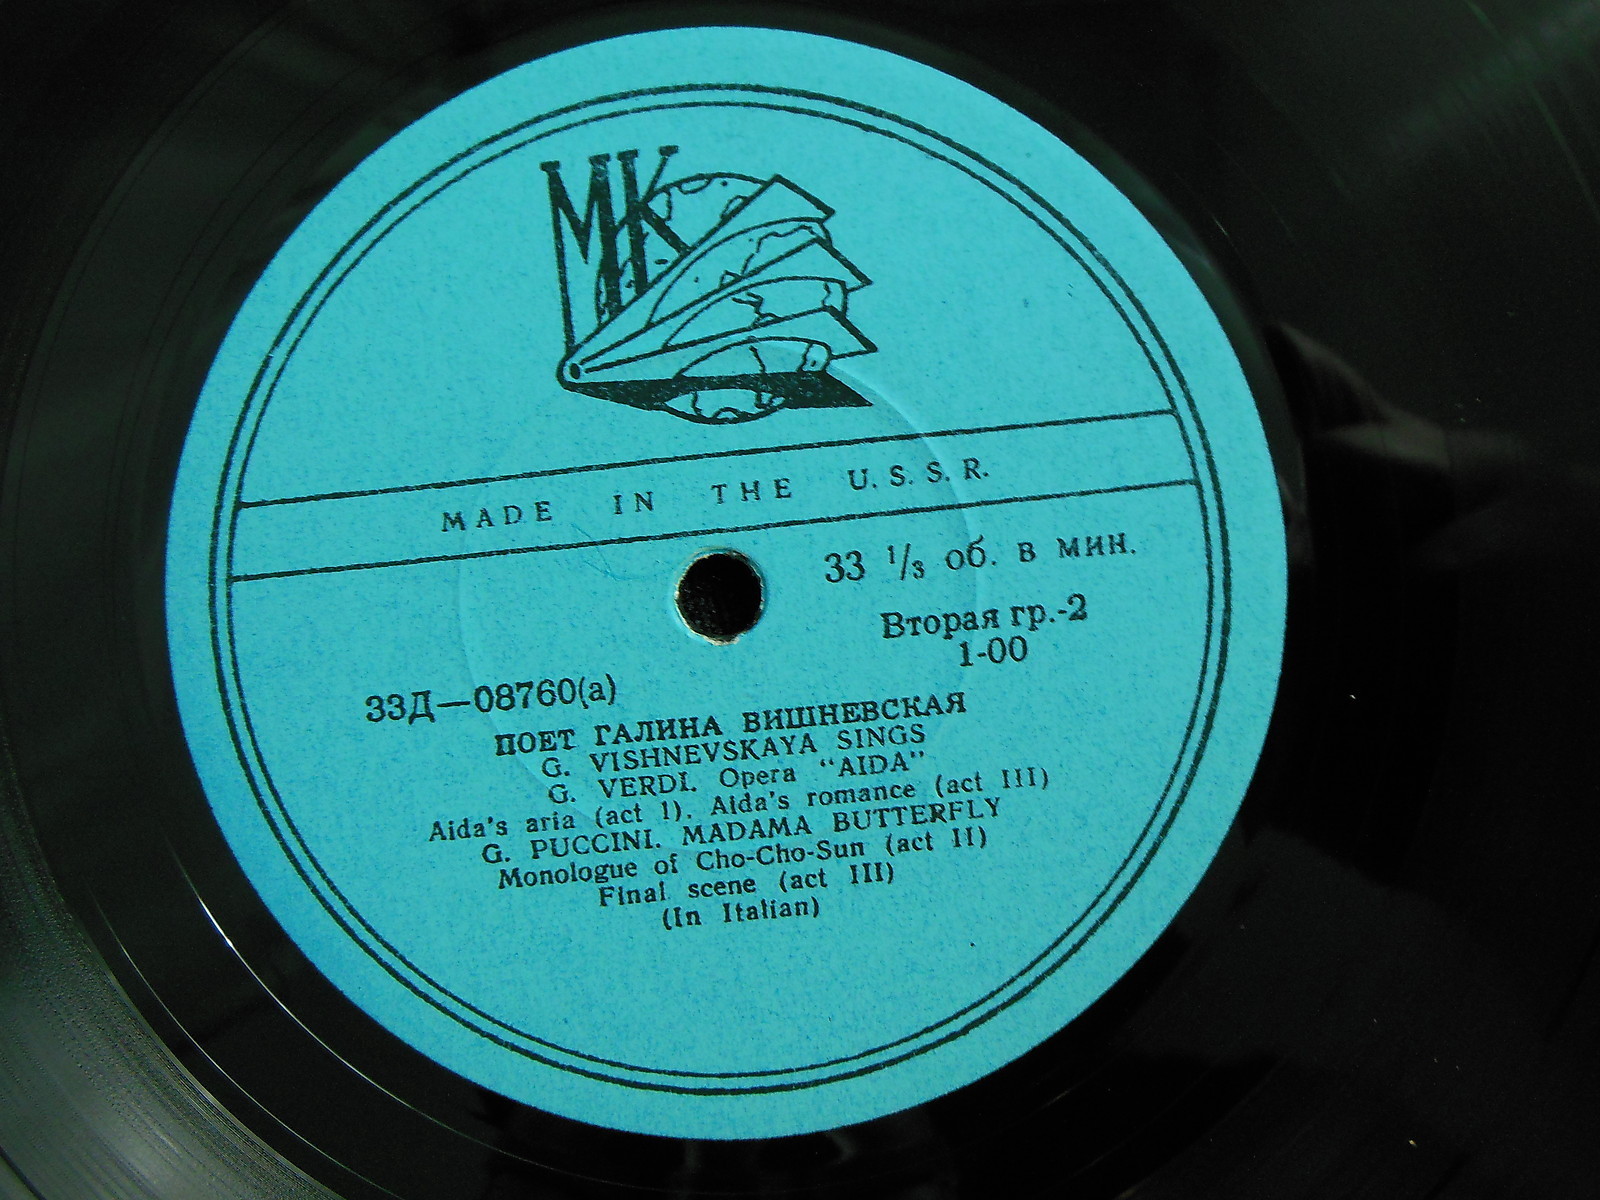 МК
MADE IN THE U.S.S.R.
33 1/3 об. в мин.
Вторая гр.-2
1-00
33Д—08760(а)
ПОЕТ ГАЛИНА ВИШНЕВСКАЯ
G. VISHNEVSKAYA SINGS
G. VERDI. Opera "AIDA"
Aida's aria (act I). Aida's romance (act III)
G. PUCCINI. MADAMA BUTTERFLY
Monologue of Cho-Cho-Sun (act II)
Final scene (act III)
(In Italian)